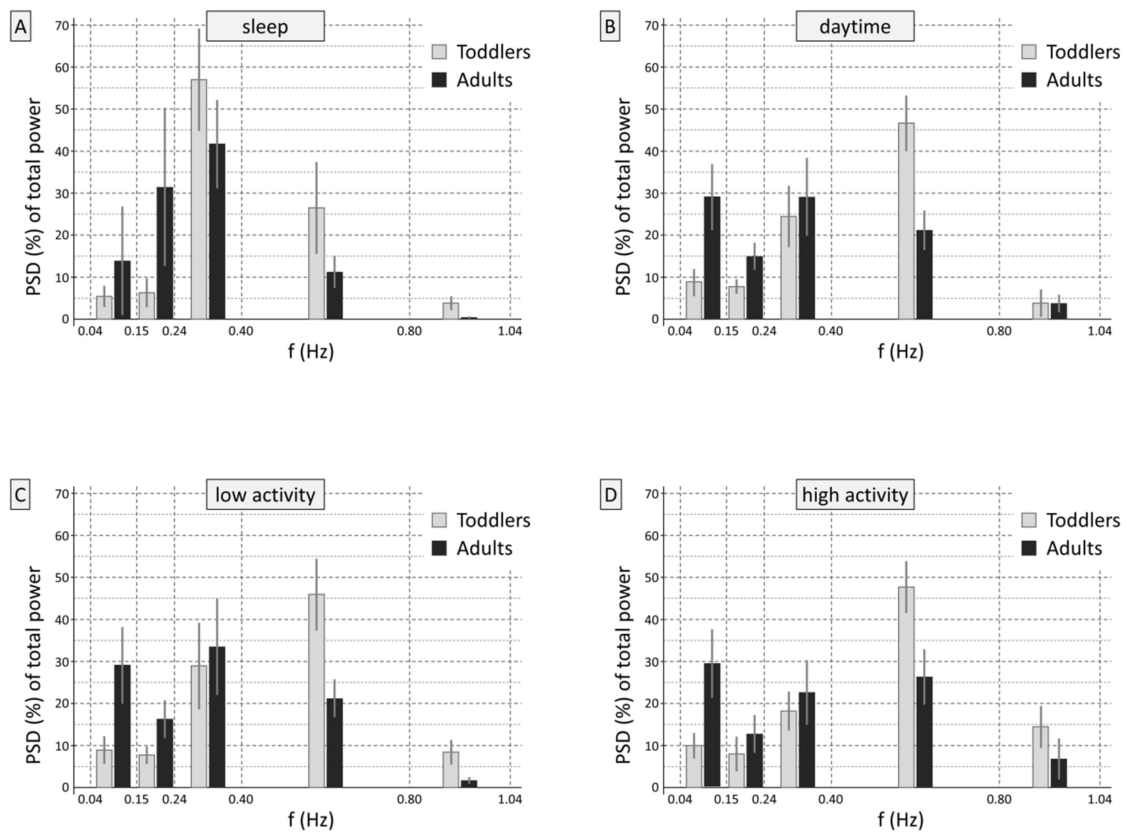 A
sleep
Toddlers
Adults
PSD (%) of total power
70
60
50
40
30
20
10
0
0.04 0.15 0.24 0.40 0.80 1.04
f (Hz)
B
daytime
Toddlers
Adults
PSD (%) of total power
70
60
50
40
30
20
10
0
0.04 0.15 0.24 0.40 0.80 1.04
f (Hz)
C
low activity
Toddlers
Adults
PSD (%) of total power
70
60
50
40
30
20
10
0
0.04 0.15 0.24 0.40 0.80 1.04
f (Hz)
D
high activity
Toddlers
Adults
PSD (%) of total power
70
60
50
40
30
20
10
0
0.04 0.15 0.24 0.40 0.80 1.04
f (Hz)